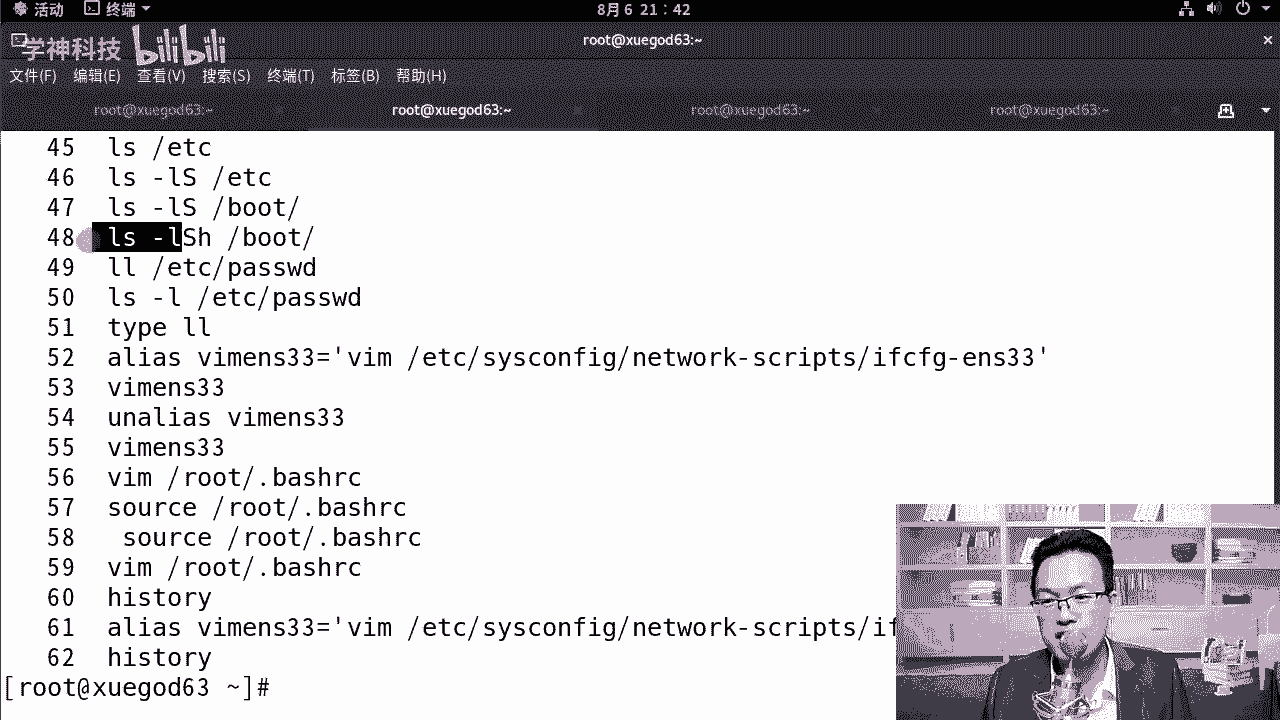 活动 终端 8月 6 21：42
学神科技 bilibili
root@xuegod63:~ ×
文件(F) 编辑(E) 查看(V) 搜索(S) 终端(T) 标签(B) 帮助(H)
root@xuegod63:~ × root@xuegod63:~ × root@xuegod63:~ × root@xuegod63:~
45 ls /etc
46 ls -lS /etc
47 ls -lS /boot/
48 ls -lSh /boot/
49 ll /etc/passwd
50 ls -l /etc/passwd
51 type ll
52 alias vimens33='vim /etc/sysconfig/network-scripts/ifcfg-ens33'
53 vimens33
54 unalias vimens33
55 vimens33
56 vim /root/.bashrc
57 source /root/.bashrc
58  source /root/.bashrc
59 vim /root/.bashrc
60 history
61 alias vimens33='vim /etc/sysconfig/network-scripts/if
62 history
[root@xuegod63 ~]#